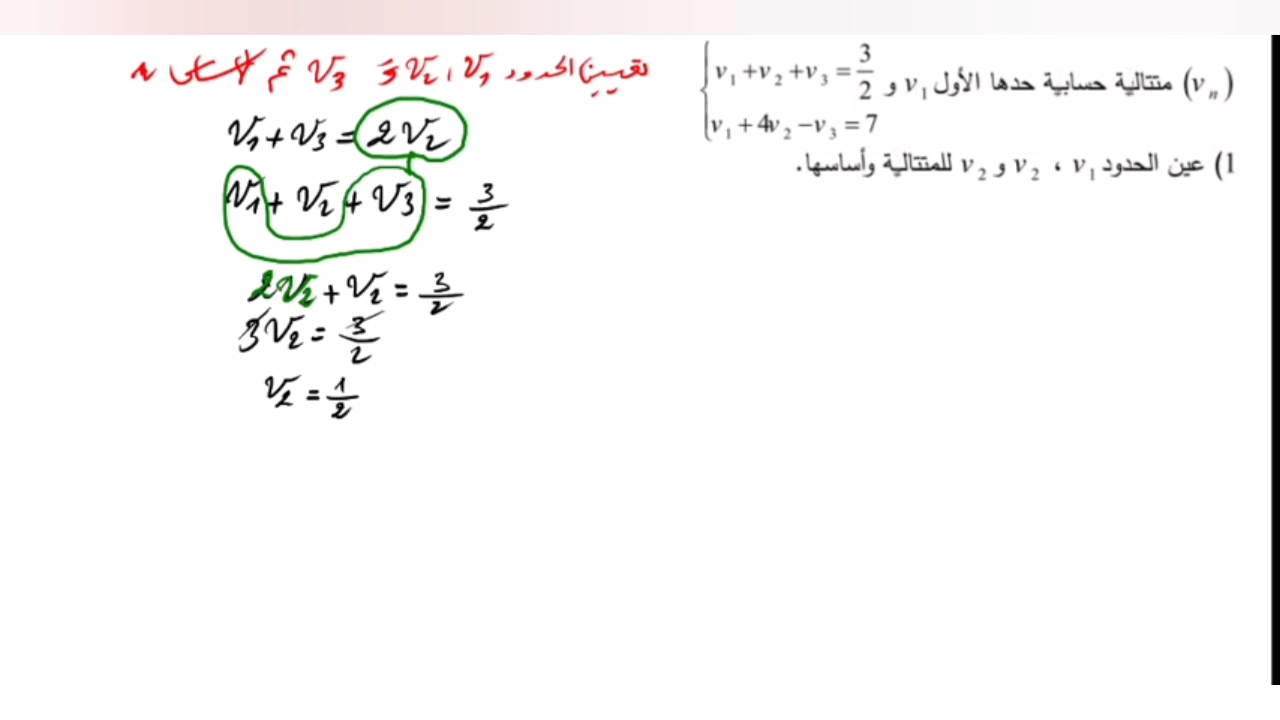 (vₙ) متتالية حسابية حدها الأول v₁ و { v₁ + v₂ + v₃ = 3/2
v₁ + 4v₂ − v₃ = 7
1) عين الحدود v₁ ، v₂ و v₂ للمتتالية وأساسها.
تعيين الحدود V₁ ، V₂ و V₃ ثم الأساس r
V₁ + V₃ = 2V₂
V₁ + V₂ + V₃ = 3/2
2V₂ + V₂ = 3/2
3V₂ = 3/2
V₂ = 1/2